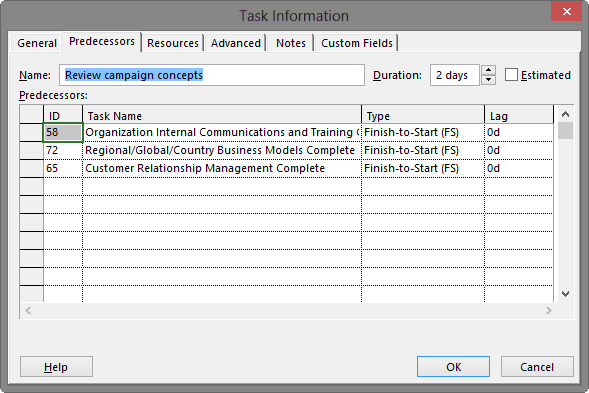 Task Information
General Predecessors Resources Advanced Notes Custom Fields
Name: Review campaign concepts Duration: 2 days Estimated
Predecessors:
ID Task Name Type Lag
58 Organization Internal Communications and Training Finish-to-Start (FS) 0d
72 Regional/Global/Country Business Models Complete Finish-to-Start (FS) 0d
65 Customer Relationship Management Complete Finish-to-Start (FS) 0d
Help OK Cancel